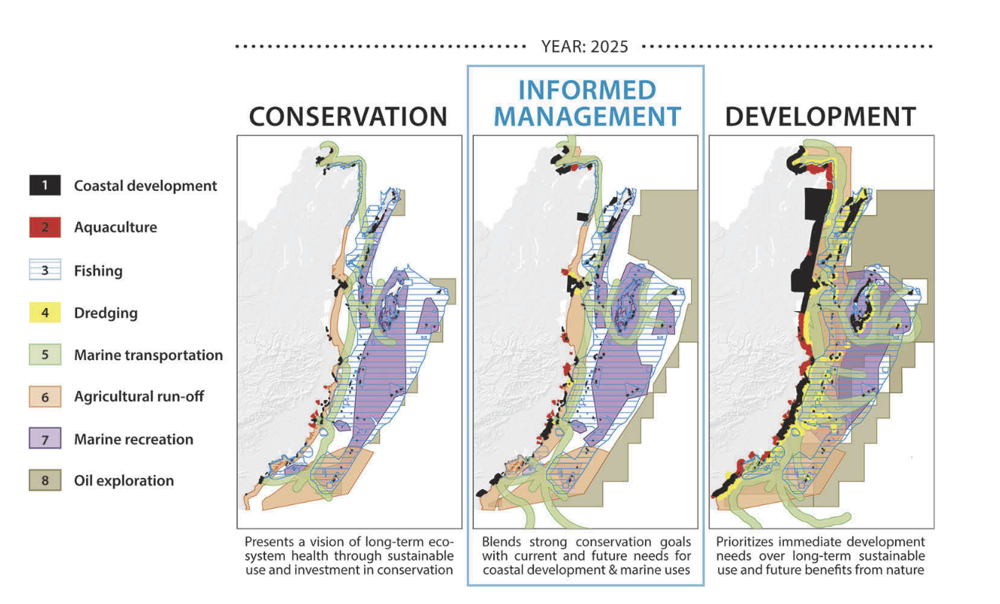 YEAR: 2025
CONSERVATION
INFORMED
MANAGEMENT
DEVELOPMENT
1 Coastal development
2 Aquaculture
3 Fishing
4 Dredging
5 Marine transportation
6 Agricultural run-off
7 Marine recreation
8 Oil exploration
Presents a vision of long-term eco-
system health through sustainable
use and investment in conservation
Blends strong conservation goals
with current and future needs for
coastal development & marine uses
Prioritizes immediate development
needs over long-term sustainable
use and future benefits from nature